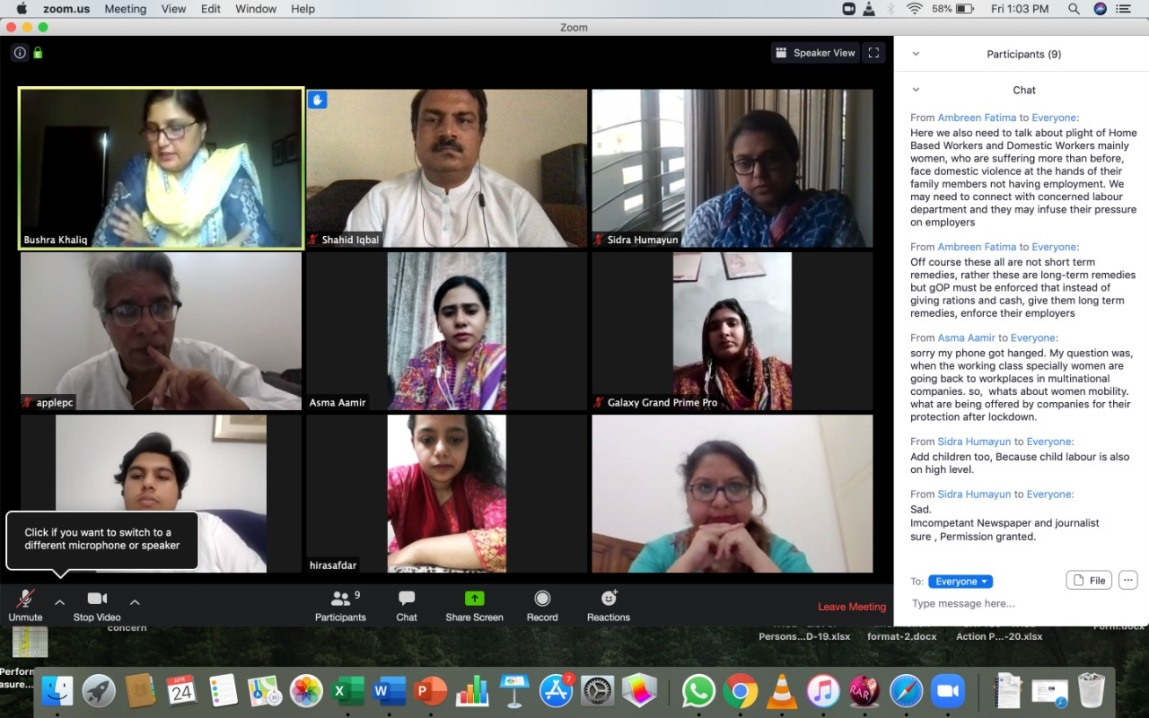 zoom.us Meeting View Edit Window Help
58% Fri 1:03 PM
Zoom
Speaker View
Participants (9)
Chat
Bushra Khaliq
Shahid Iqbal
Sidra Humayun
applepc
Asma Aamir
Galaxy Grand Prime Pro
hirasafdar
From Ambreen Fatima to Everyone:
Here we also need to talk about plight of Home
Based Workers and Domestic Workers mainly
women, who are suffering more than before,
face domestic violence at the hands of their
family members not having employment. We
may need to connect with concerned labour
department and they may infuse their pressure
on employers
From Ambreen Fatima to Everyone:
Off course these all are not short term
remedies, rather these are long-term remedies
but gOP must be enforced that instead of
giving rations and cash, give them long term
remedies, enforce their employers
From Asma Aamir to Everyone:
sorry my phone got hanged. My question was,
when the working class specially women are
going back to workplaces in multinational
companies. so, whats about women mobility.
what are being offered by companies for their
protection after lockdown.
From Sidra Humayun to Everyone:
Add children too, Because child labour is also
on high level.
From Sidra Humayun to Everyone:
Sad.
Imcompetant Newspaper and journalist
sure , Permission granted.
To: Everyone
File
Type message here...
Click if you want to switch to a
different microphone or speaker
Unmute
Stop Video
9
Participants
Chat
Share Screen
Record
Reactions
Leave Meeting
concern
Persons...D-19.xlsx
format-2.docx
Action P...-20.xlsx
Form.docx
Perform
asure...
APR
24
7
RAR